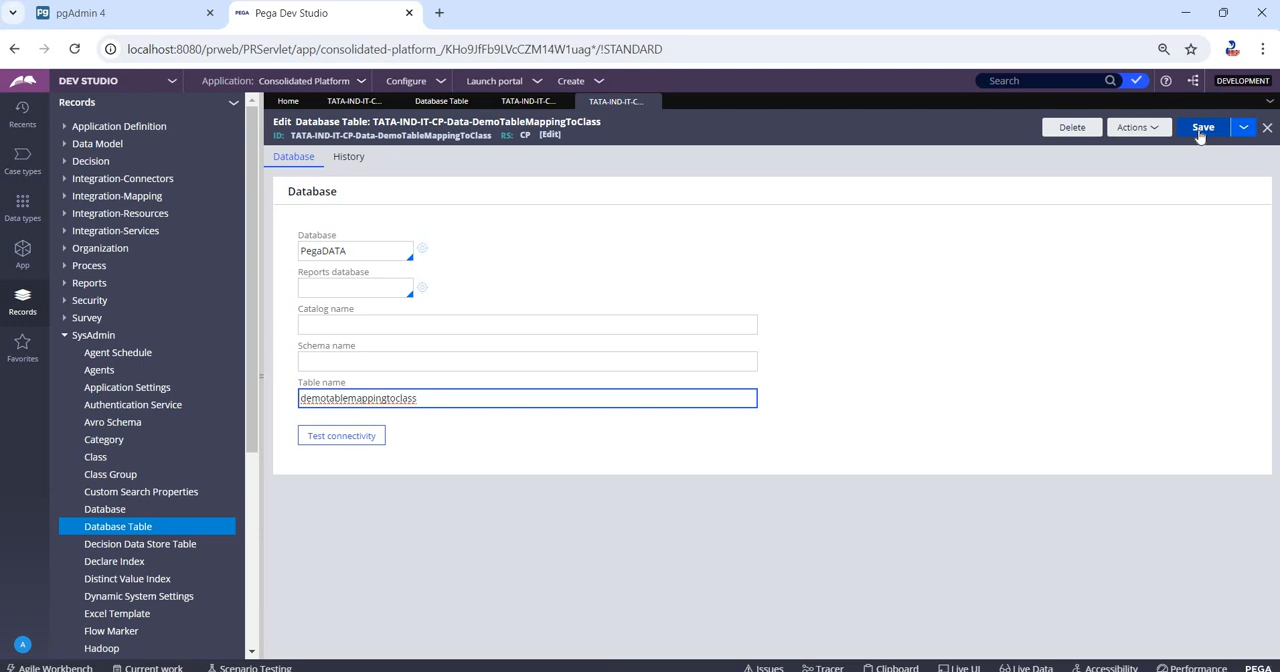 pgAdmin 4
PEGA Pega Dev Studio
localhost:8080/prweb/PRServlet/app/consolidated-platform_/KHo9JfFb9LVcCZM14W1uag*/!STANDARD
DEV STUDIO
Application: Consolidated Platform
Configure
Launch portal
Create
Search
DEVELOPMENT
Recents
Case types
Data types
App
Records
Favorites
A
Records
Application Definition
Data Model
Decision
Integration-Connectors
Integration-Mapping
Integration-Resources
Integration-Services
Organization
Process
Reports
Security
Survey
SysAdmin
Agent Schedule
Agents
Application Settings
Authentication Service
Avro Schema
Category
Class
Class Group
Custom Search Properties
Database
Database Table
Decision Data Store Table
Declare Index
Distinct Value Index
Dynamic System Settings
Excel Template
Flow Marker
Hadoop
Home
TATA-IND-IT-C...
Database Table
TATA-IND-IT-C...
TATA-IND-IT-C...
Edit Database Table: TATA-IND-IT-CP-Data-DemoTableMappingToClass
ID: TATA-IND-IT-CP-Data-DemoTableMappingToClass RS: CP [Edit]
Delete
Actions
Save
Database
History
Database
Database
PegaDATA
Reports database
Catalog name
Schema name
Table name
demotablemappingtoclass
Test connectivity
Agile Workbench
Current work
Scenario Testing
Issues
Tracer
Clipboard
Live UI
Live Data
Accessibility
Performance
PEGA